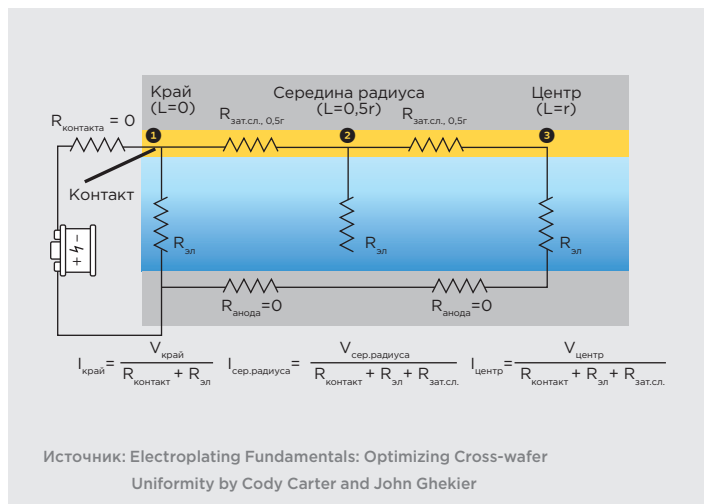 Край Середина радиуса Центр
(L=0) (L=0,5r) (L=r)
Rконтакта = 0 Rзат.сл., 0,5г Rзат.сл., 0,5г
1 2 3
Контакт
+ -
Rэл Rэл Rэл
Rанода=0 Rанода=0
Iкрай= Vкрай / Rконтакт + Rэл Iсер.радиуса= Vсер.радиуса / Rконтакт + Rэл + Rзат.сл. Iцентр= Vцентр / Rконтакт + Rэл + Rзат.сл.
Источник: Electroplating Fundamentals: Optimizing Cross-wafer
Uniformity by Cody Carter and John Ghekier